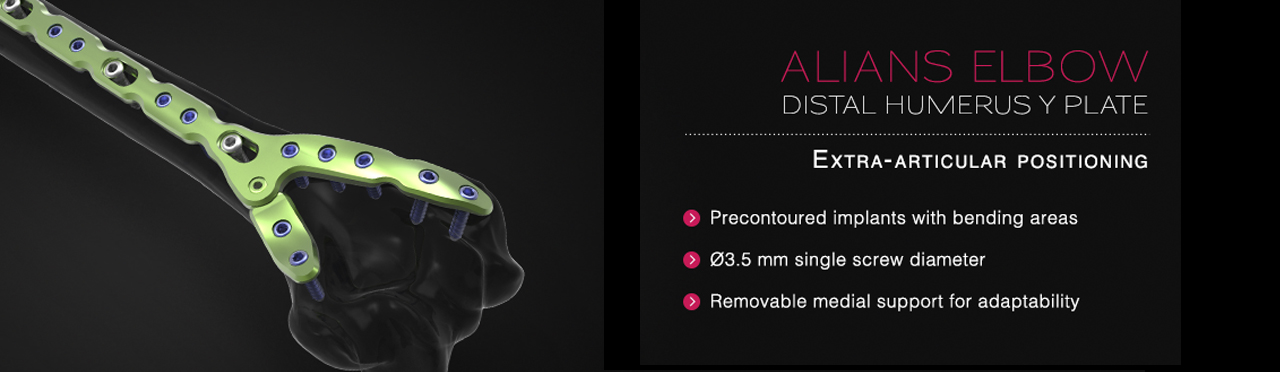 ALIANS ELBOW
DISTAL HUMERUS Y PLATE
EXTRA-ARTICULAR POSITIONING
Precontoured implants with bending areas
Ø3.5 mm single screw diameter
Removable medial support for adaptability